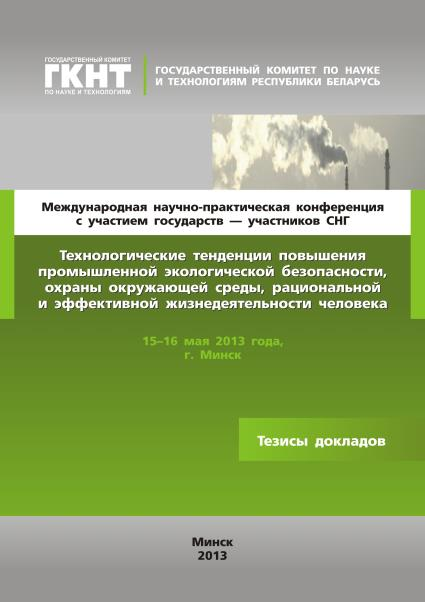 ГОСУДАРСТВЕННЫЙ КОМИТЕТ
ГКНТ
ПО НАУКЕ И ТЕХНОЛОГИЯМ
ГОСУДАРСТВЕННЫЙ КОМИТЕТ ПО НАУКЕ
И ТЕХНОЛОГИЯМ РЕСПУБЛИКИ БЕЛАРУСЬ
Международная научно-практическая конференция
с участием государств — участников СНГ
Технологические тенденции повышения
промышленной экологической безопасности,
охраны окружающей среды, рациональной
и эффективной жизнедеятельности человека
15–16 мая 2013 года,
г. Минск
Тезисы докладов
Минск
2013